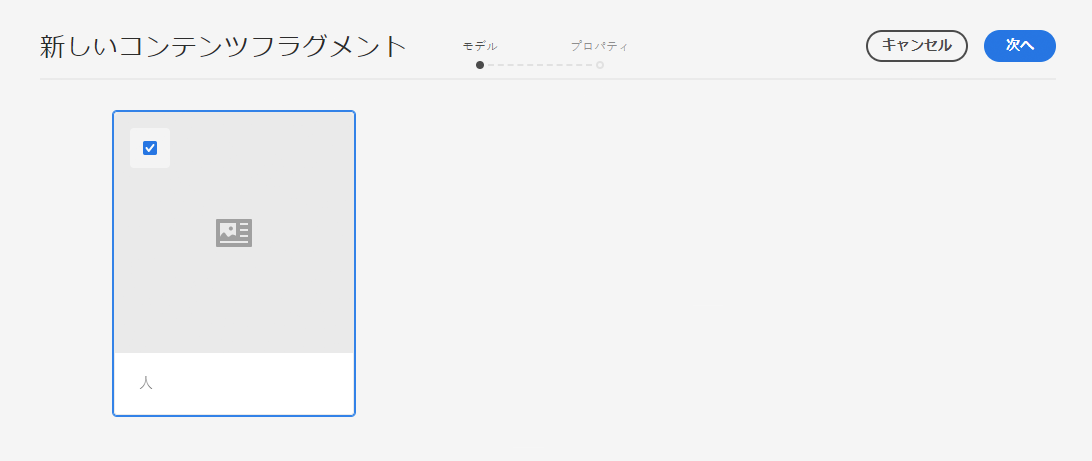 新しいコンテンツフラグメント
モデル
プロパティ
キャンセル
次へ
人